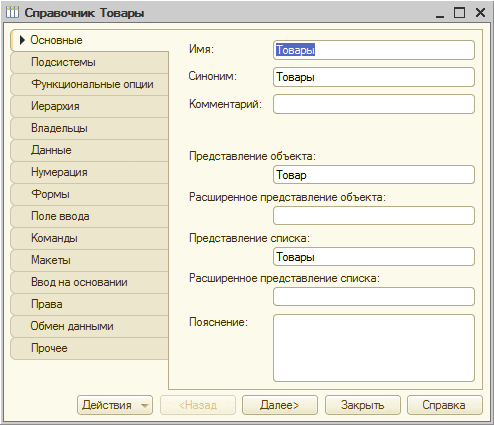 Справочник Товары
Основные
Подсистемы
Функциональные опции
Иерархия
Владельцы
Данные
Нумерация
Формы
Поле ввода
Команды
Макеты
Ввод на основании
Права
Обмен данными
Прочее
Имя: Товары
Синоним: Товары
Комментарий:
Представление объекта:
Товар
Расширенное представление объекта:
Представление списка:
Товары
Расширенное представление списка:
Пояснение:
Действия <Назад Далее> Закрыть Справка